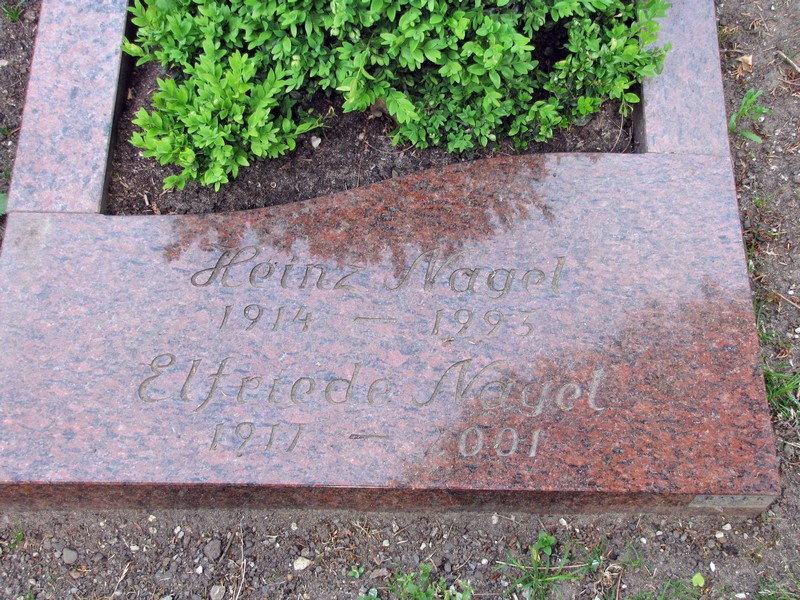 Heinz Nagel
1914 — 1993
Elfriede Nagel
1917 — 2001